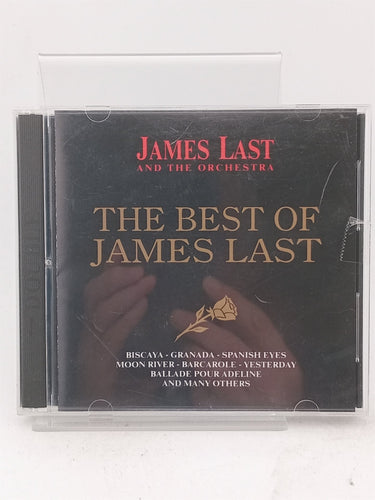 JAMES LAST
AND THE ORCHESTRA
THE BEST OF
JAMES LAST
BISCAYA - GRANADA - SPANISH EYES
MOON RIVER - BARCAROLE - YESTERDAY
BALLADE POUR ADELINE
AND MANY OTHERS